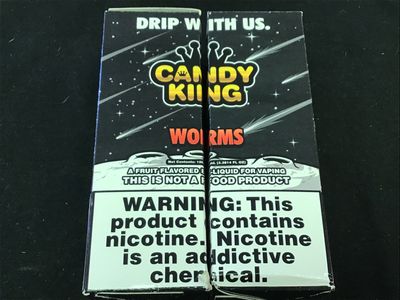 DRIP WITH US.
CANDY
KING
WORMS
A FRUIT FLAVORED E-LIQUID FOR VAPING
THIS IS NOT A FOOD PRODUCT
WARNING: This
product contains
nicotine. Nicotine
is an addictive
chemical.